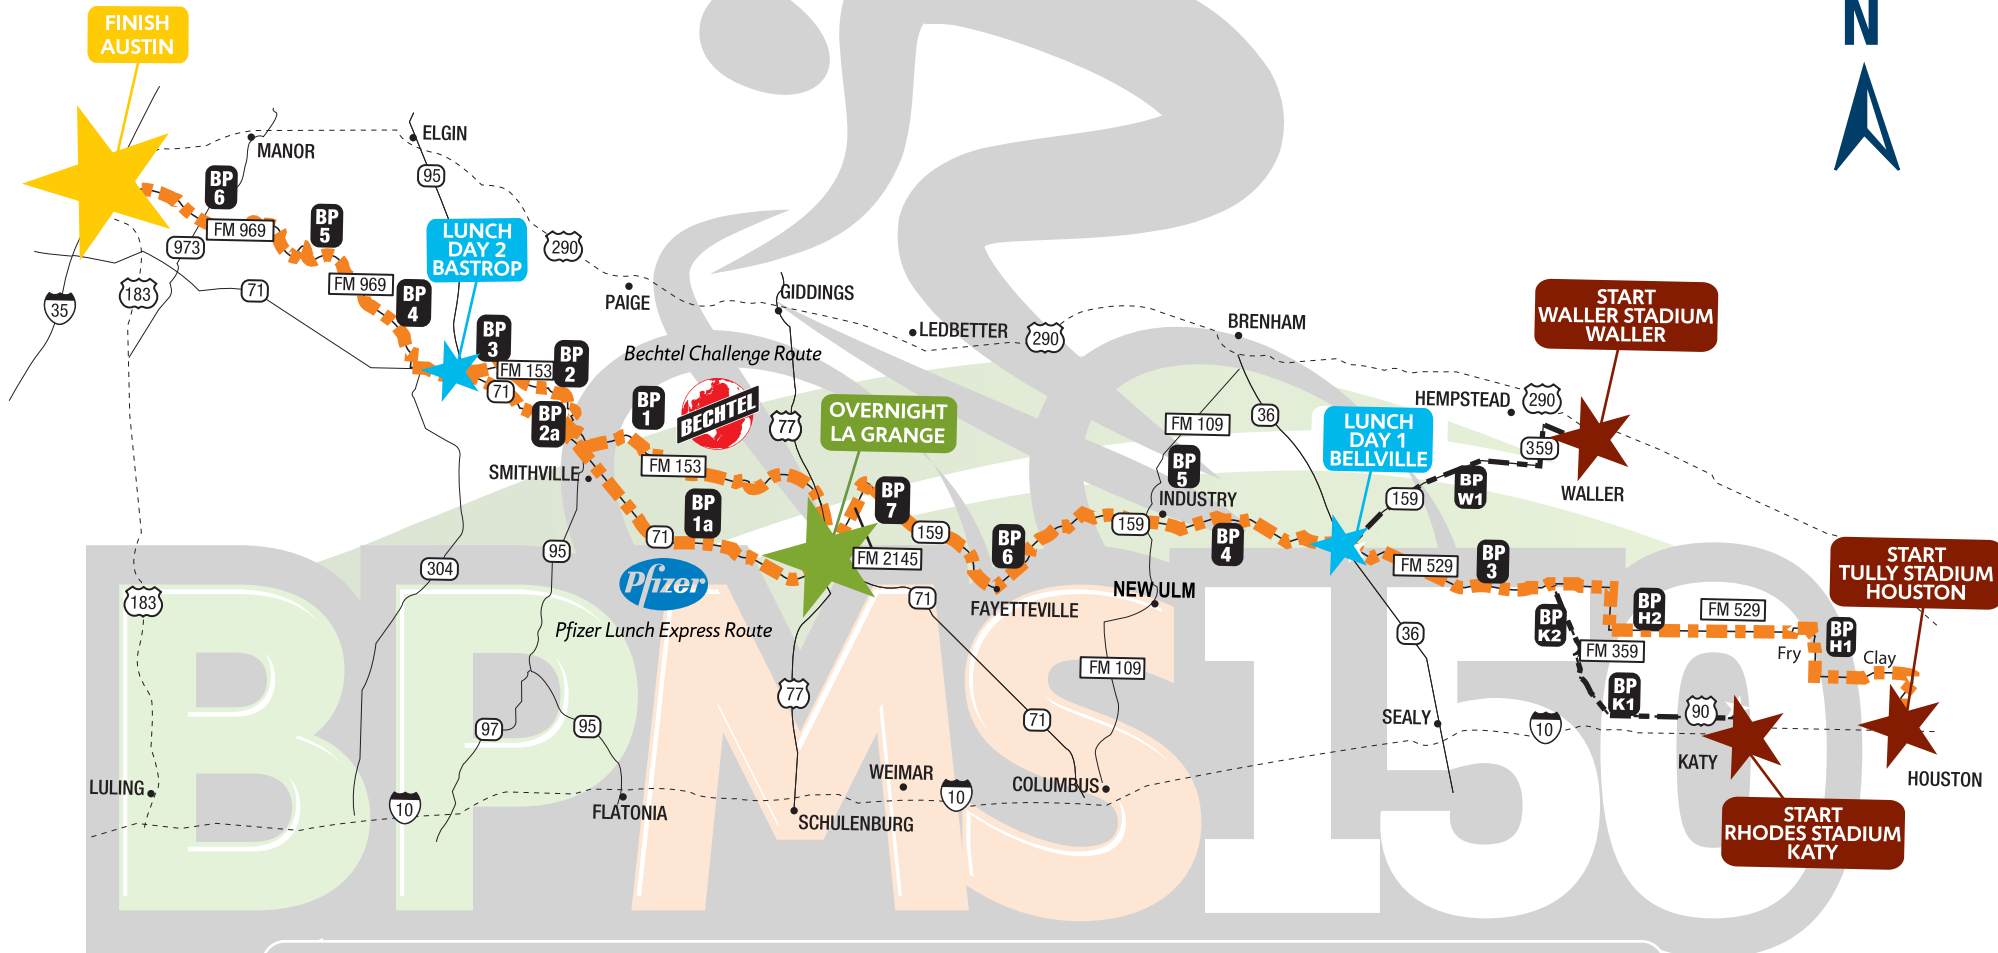 N
FINISH
AUSTIN
MANOR
ELGIN
95
BP
6
FM 969
973
BP
5
LUNCH
DAY 2
BASTROP
290
183
71
35
FM 969
BP
4
PAIGE
GIDDINGS
LEDBETTER
290
BRENHAM
START
WALLER STADIUM
WALLER
BP
3
FM 153
BP
2
71
BP
2a
Bechtel Challenge Route
BP
1
BECHTEL
77
OVERNIGHT
LA GRANGE
FM 109
36
LUNCH
DAY 1
BELLVILLE
HEMPSTEAD
290
359
WALLER
SMITHVILLE
FM 153
BP
1a
71
BP
7
159
FM 2145
BP
6
BP
5
INDUSTRY
159
BP
4
159
BP
W1
FM 529
BP
3
START
TULLY STADIUM
HOUSTON
95
304
183
Pfizer
Pfizer Lunch Express Route
71
FAYETTEVILLE
NEW ULM
36
BP
K2
BP
H2
FM 529
BP
H1
FM 359
Fry
Clay
FM 109
BP
K1
90
77
71
97
95
SEALY
10
KATY
HOUSTON
LULING
10
FLATONIA
WEIMAR
10
COLUMBUS
SCHULENBURG
START
RHODES STADIUM
KATY
BPMS150